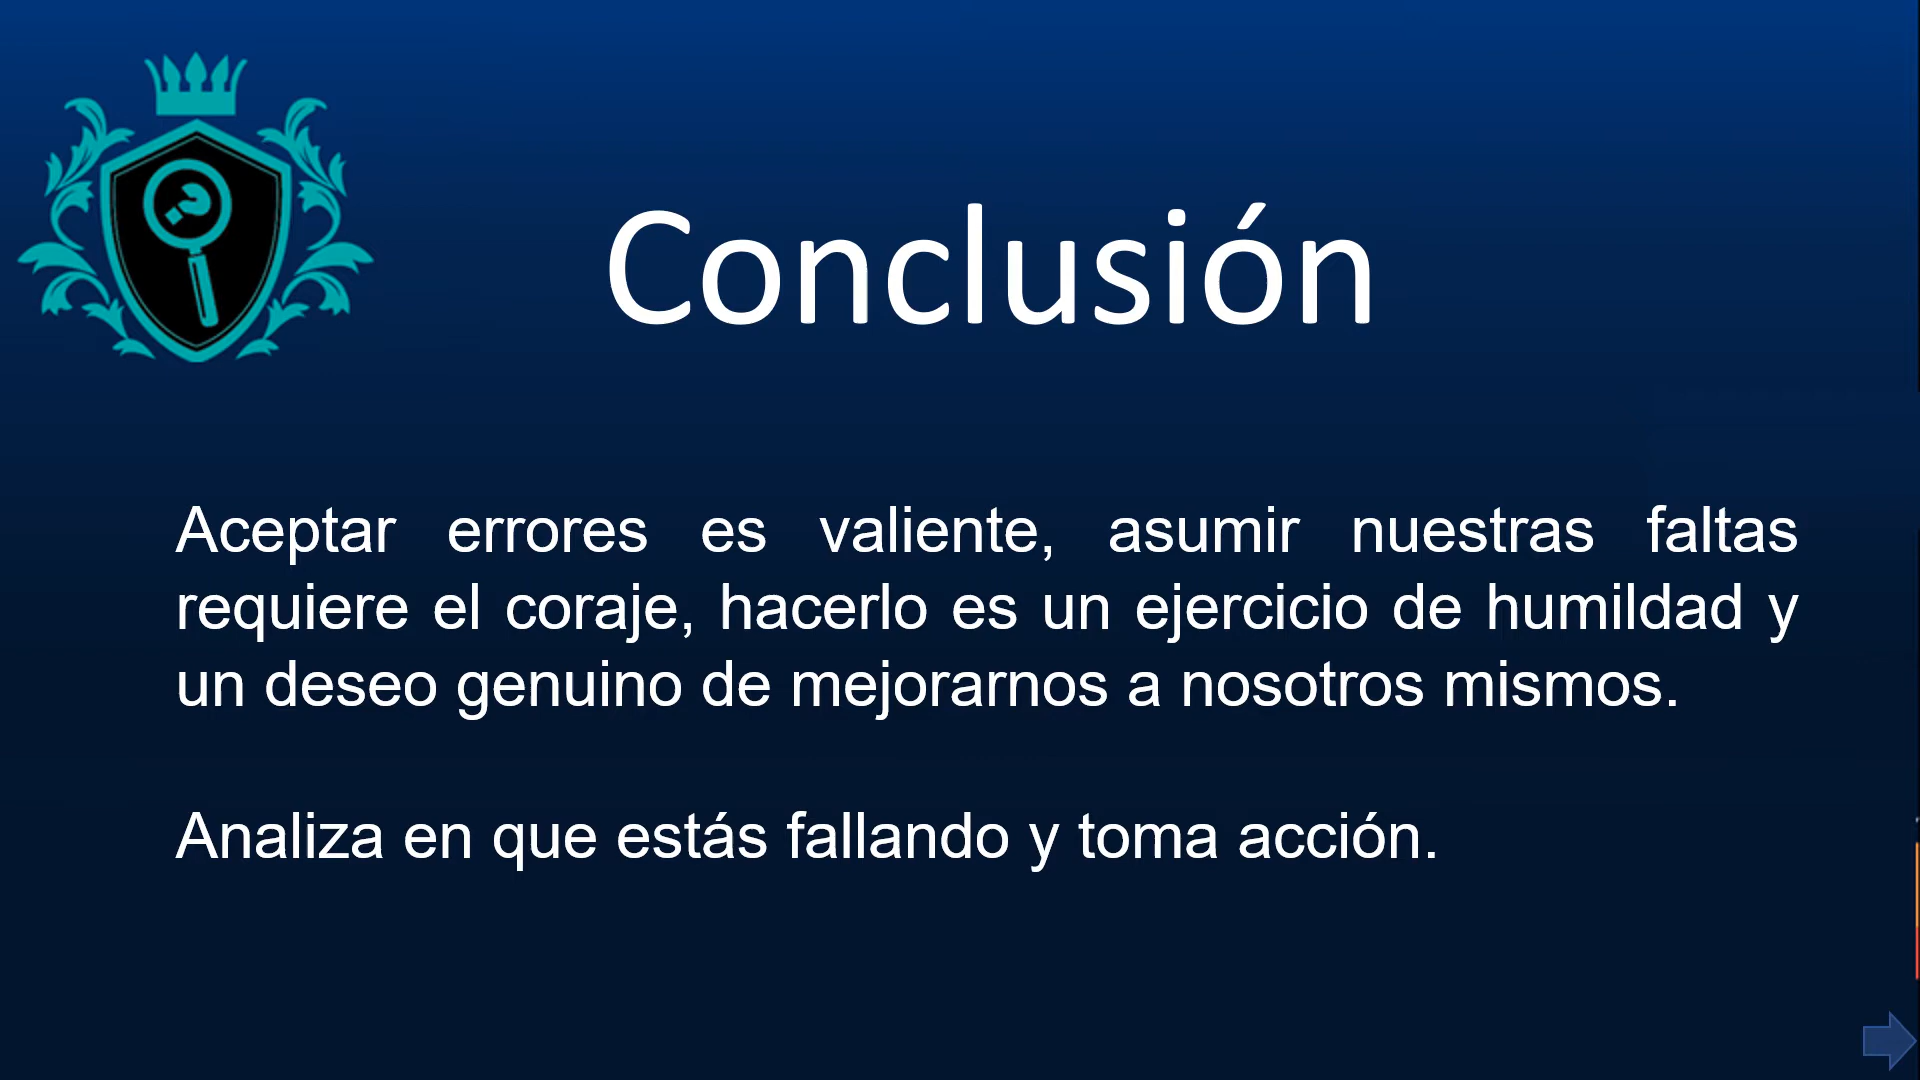 Conclusión
Aceptar errores es valiente, asumir nuestras faltas
requiere el coraje, hacerlo es un ejercicio de humildad y
un deseo genuino de mejorarnos a nosotros mismos.
Analiza en que estás fallando y toma acción.